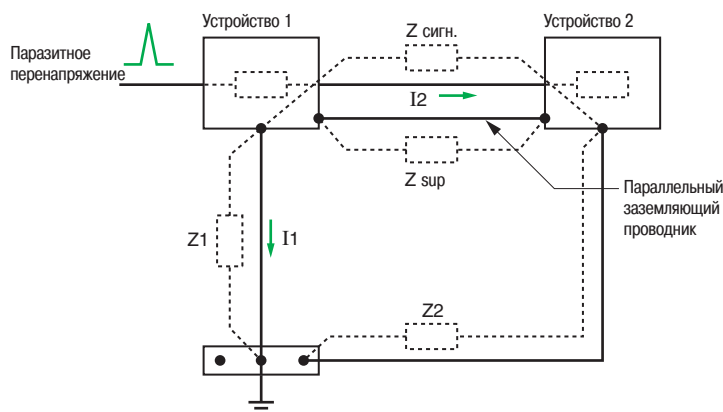 Устройство 1
Z сигн.
Устройство 2
Паразитное
перенапряжение
I2
Z sup
Параллельный
заземляющий
проводник
Z1
I1
Z2